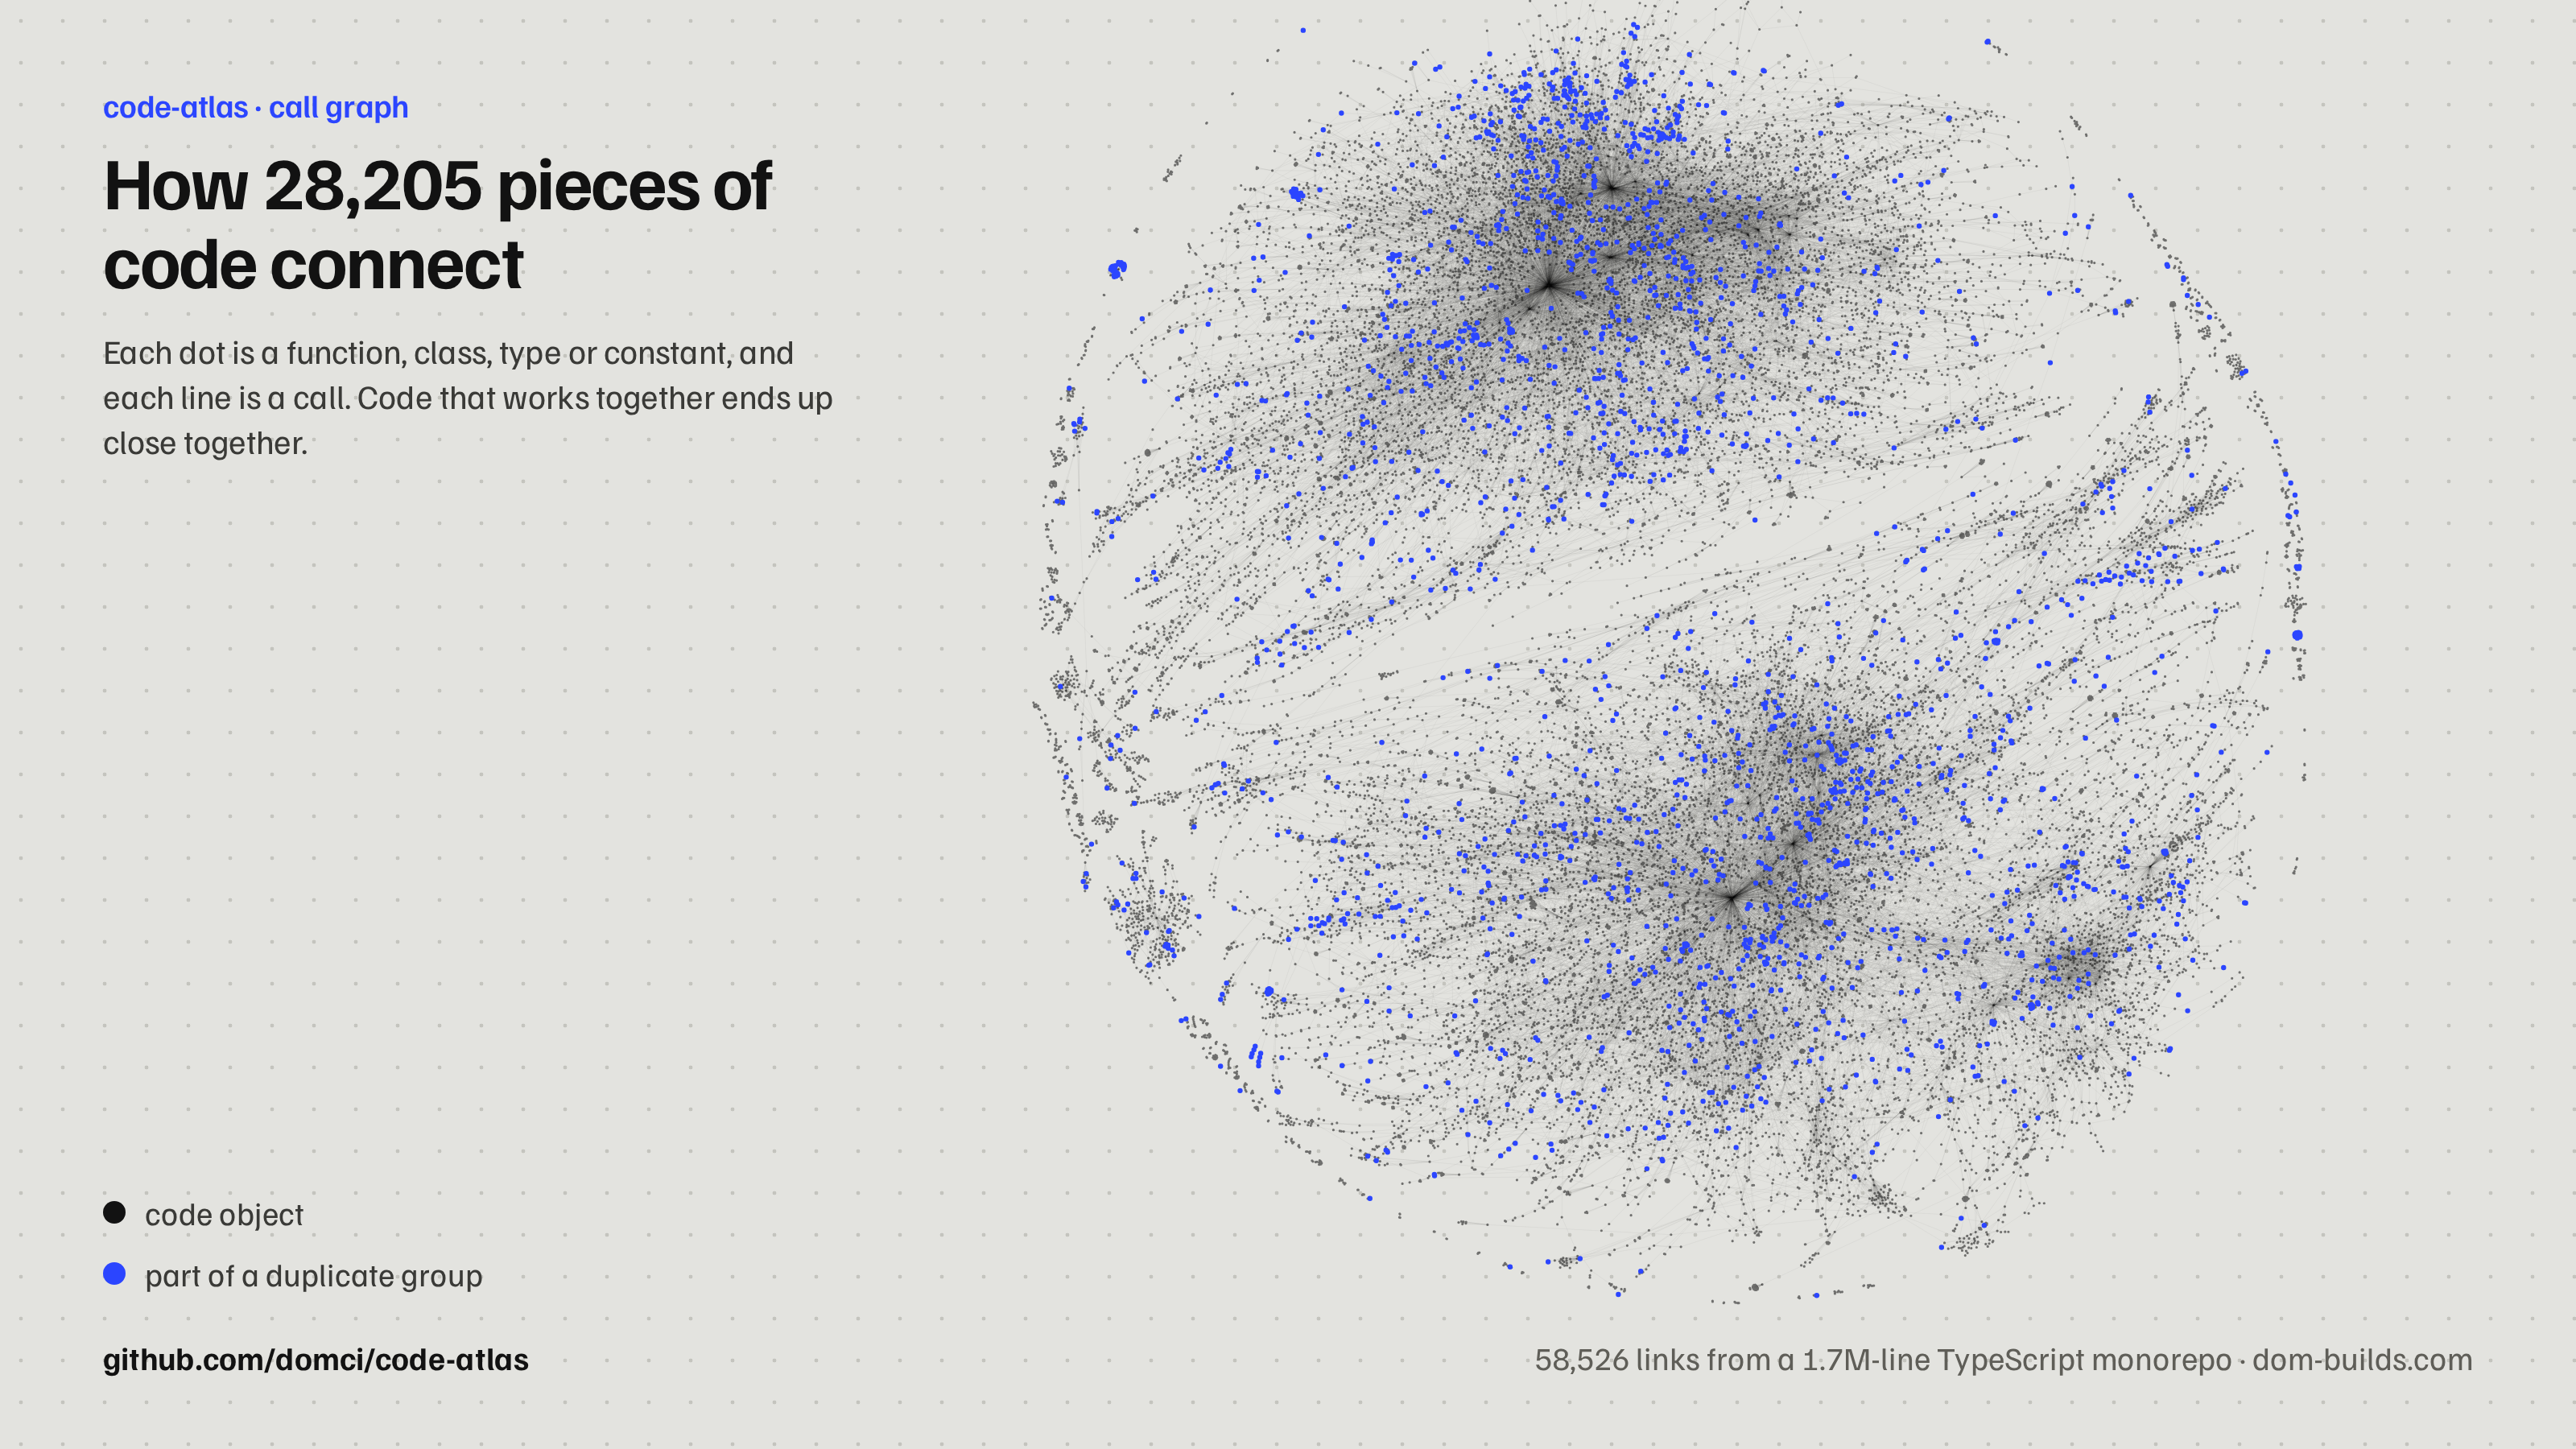 code-atlas · call graph
How 28,205 pieces of
code connect
Each dot is a function, class, type or constant, and
each line is a call. Code that works together ends up
close together.
code object
part of a duplicate group
github.com/domci/code-atlas
58,526 links from a 1.7M-line TypeScript monorepo · dom-builds.com